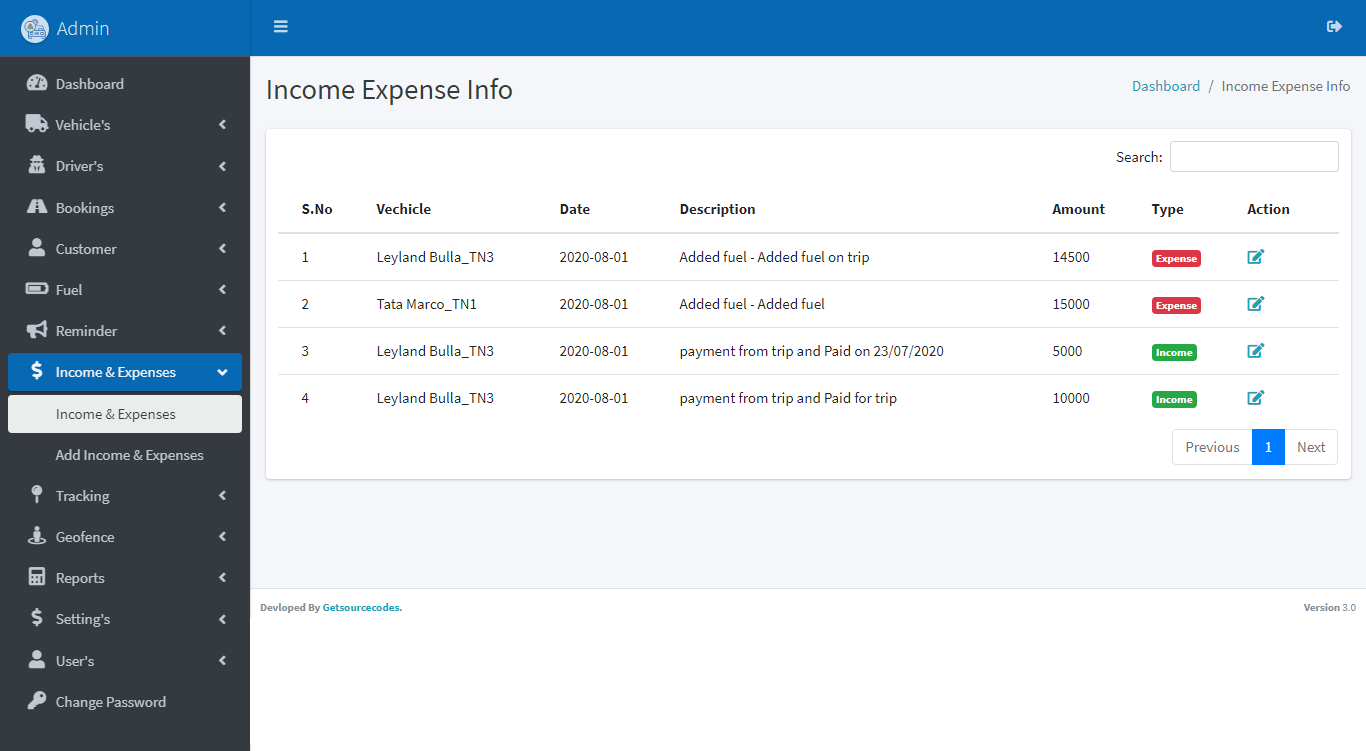 Admin
Dashboard
Vehicle's
Driver's
Bookings
Customer
Fuel
Reminder
Income & Expenses
Income & Expenses
Add Income & Expenses
Tracking
Geofence
Reports
Setting's
User's
Change Password
Income Expense Info
Dashboard / Income Expense Info
Search:
S.No Vechicle Date Description Amount Type Action
1 Leyland Bulla_TN3 2020-08-01 Added fuel - Added fuel on trip 14500 Expense
2 Tata Marco_TN1 2020-08-01 Added fuel - Added fuel 15000 Expense
3 Leyland Bulla_TN3 2020-08-01 payment from trip and Paid on 23/07/2020 5000 Income
4 Leyland Bulla_TN3 2020-08-01 payment from trip and Paid for trip 10000 Income
Previous 1 Next
Devloped By Getsourcecodes. Version 3.0